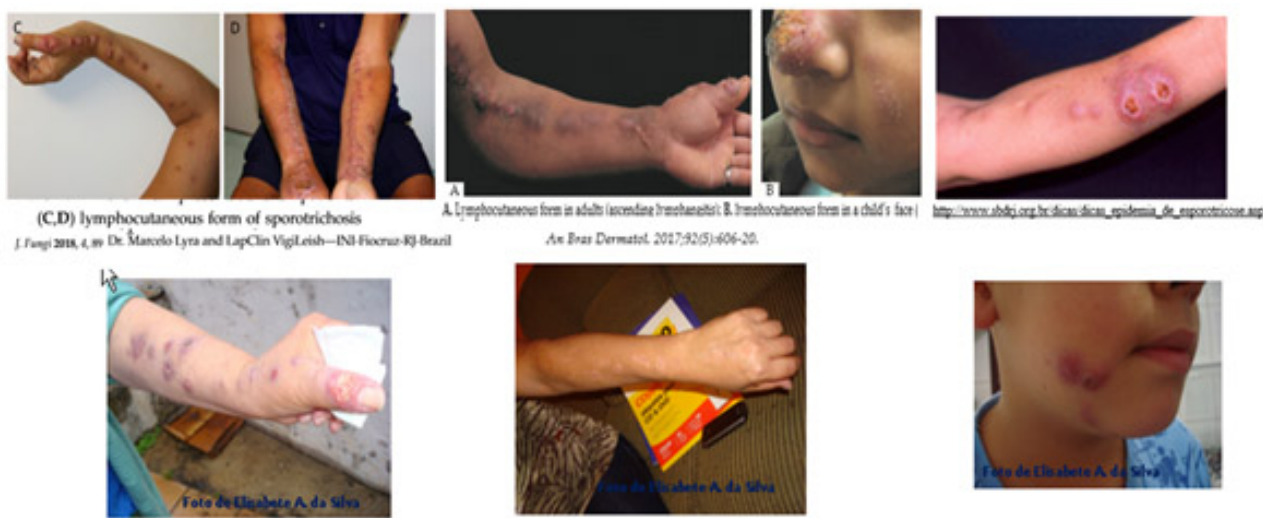 C
D
(C,D) lymphocutaneous form of sporotrichosis
J. Fungi 2018, 4, 89 Dr. Marcelo Lyra and LapClin VigiLeish—INI-Fiocruz-RJ-Brazil
A
B
A. Lymphocutaneous form in adults (ascending lymphangitis); B. lymphocutaneous form in a child's face (
An Bras Dermatol. 2017;92(5):606-20.
http://www.sbdrj.org.br/dicas/dicas_epidemia_de_esporotricose.asp
Foto de Elisabete A. da Silva
Foto de Elisabete A. da Silva
Foto de Elisabete A. da Silva